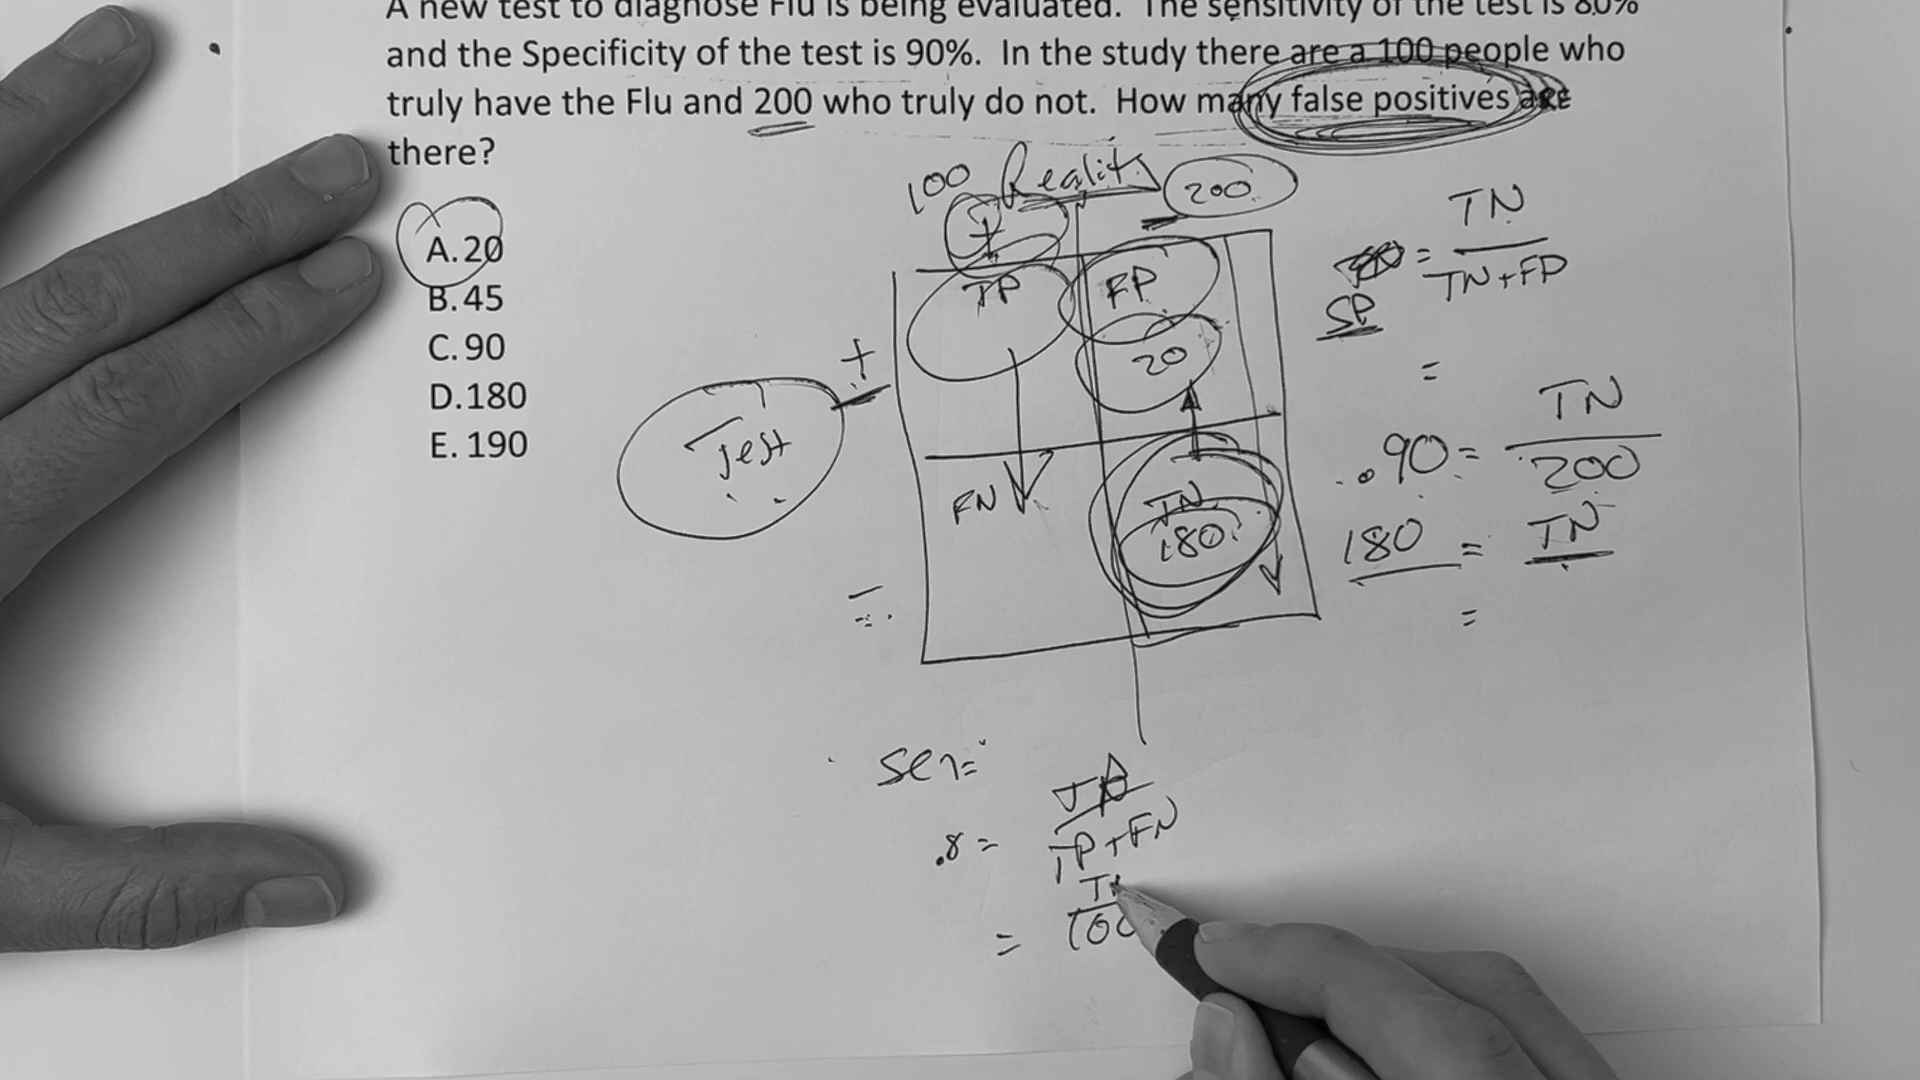 A new test to diagnose Flu is being evaluated. The sensitivity of the test is 80%
and the Specificity of the test is 90%. In the study there are a 100 people who
truly have the Flu and 200 who truly do not. How many false positives are
there?
A. 20
B. 45
C. 90
D. 180
E. 190
100 Reality 200
+ -
Test
+
-
TP FP
20
FN TN
180
SP = TN
TN + FP
=
.90 = TN
200
180 = TN
=
sen =
.8 = TP
TP + FN
= 100